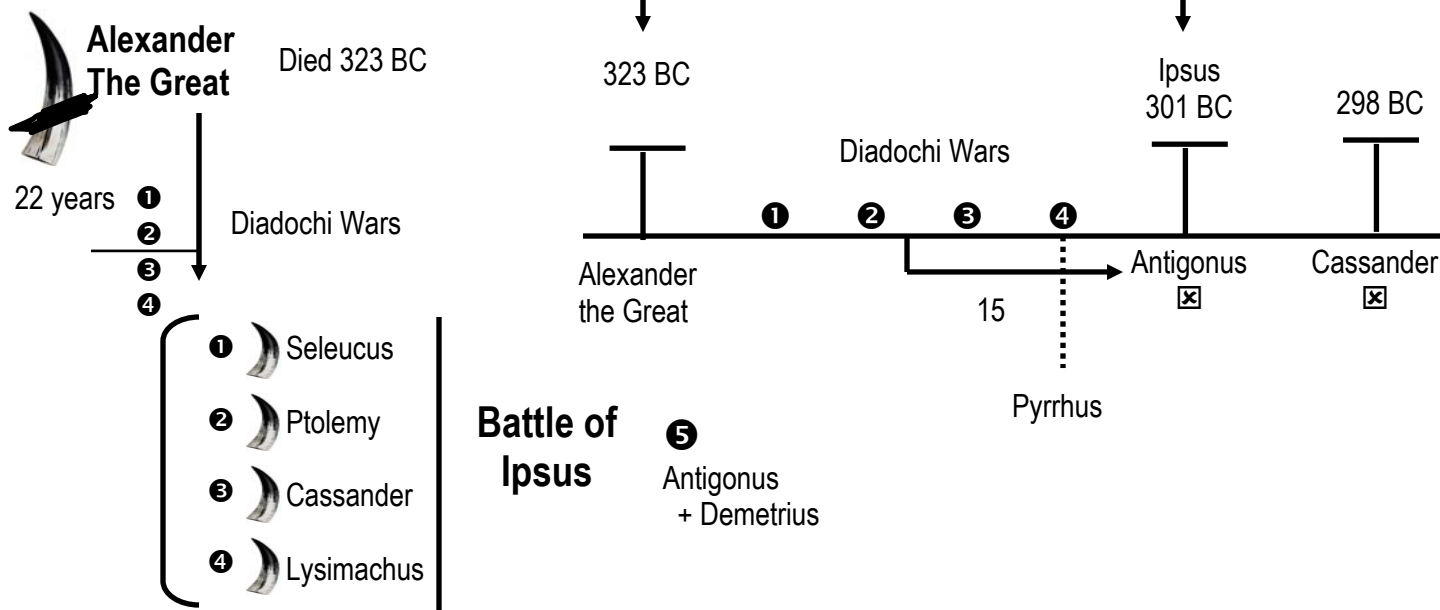 Alexander
The Great
Died 323 BC
22 years
❶
❷
❸
❹
Diadochi Wars
❶ Seleucus
❷ Ptolemy
❸ Cassander
❹ Lysimachus
Battle of
Ipsus
❺
Antigonus
+ Demetrius
323 BC
Ipsus
301 BC
298 BC
Diadochi Wars
❶ ❷ ❸ ❹
Alexander
the Great
15
Pyrrhus
Antigonus
Cassander